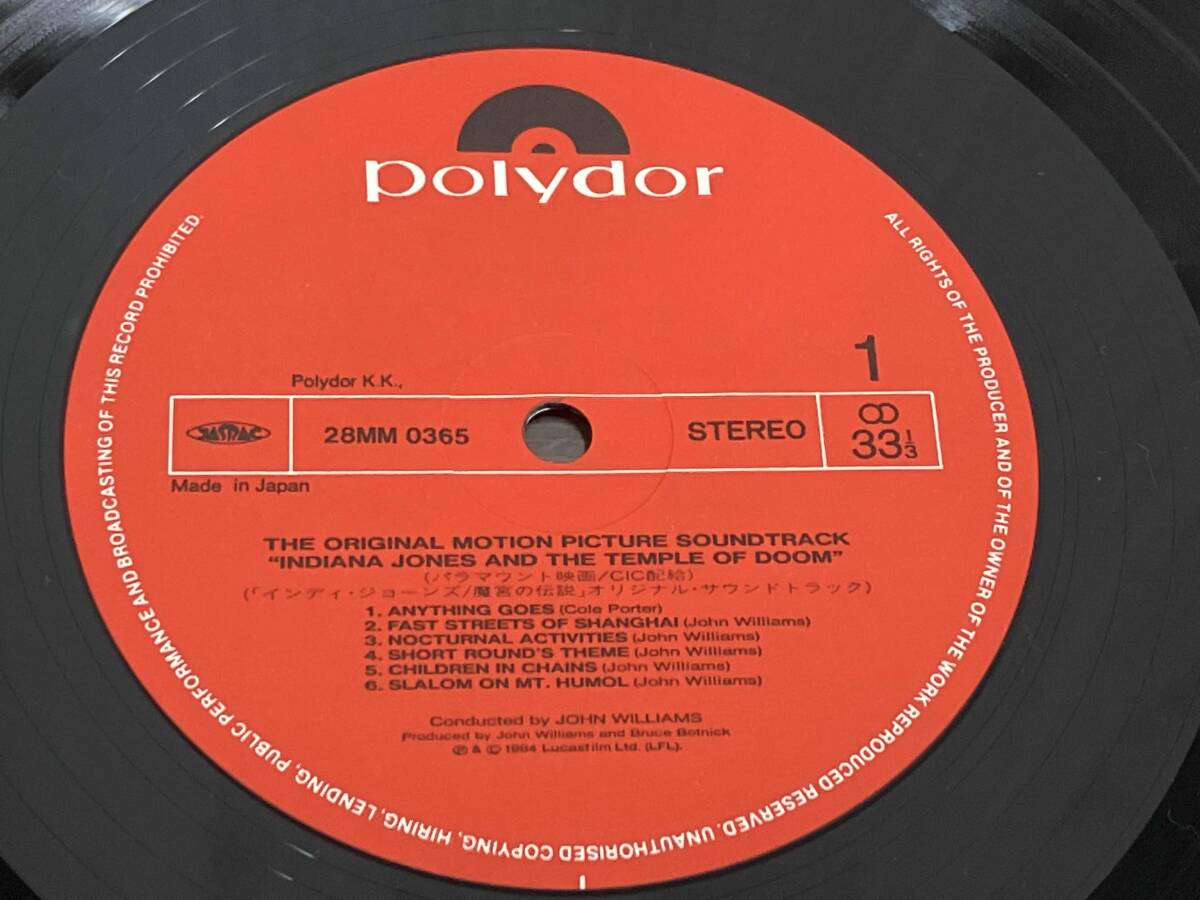 polydor
1
Polydor K.K.,
JASRAC
28MM 0365
STEREO
33 1/3
Made in Japan
THE ORIGINAL MOTION PICTURE SOUNDTRACK
"INDIANA JONES AND THE TEMPLE OF DOOM"
(パラマウント映画/CIC配給)
(「インディ・ジョーンズ/魔宮の伝説」オリジナル・サウンドトラック)
1. ANYTHING GOES (Cole Porter)
2. FAST STREETS OF SHANGHAI (John Williams)
3. NOCTURNAL ACTIVITIES (John Williams)
4. SHORT ROUND'S THEME (John Williams)
5. CHILDREN IN CHAINS (John Williams)
6. SLALOM ON MT. HUMOL (John Williams)
Conducted by JOHN WILLIAMS
Produced by John Williams and Bruce Botnick
℗ & © 1984 Lucasfilm Ltd. (LFL).
ALL RIGHTS OF THE PRODUCER AND OF THE OWNER OF THE WORK REPRODUCED RESERVED. UNAUTHORISED COPYING, HIRING, LENDING, PUBLIC PERFORMANCE AND BROADCASTING OF THIS RECORD PROHIBITED.